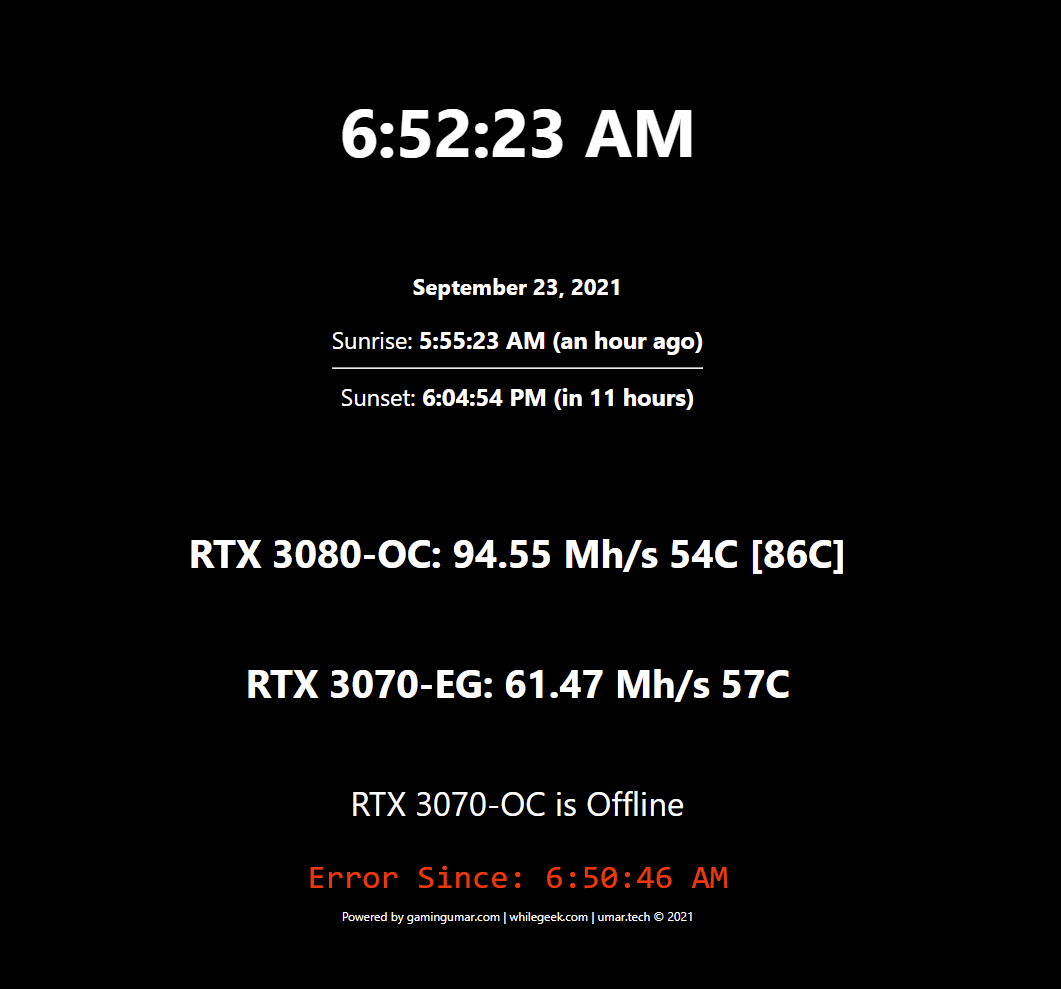 6:52:23 AM
September 23, 2021
Sunrise: 5:55:23 AM (an hour ago)
Sunset: 6:04:54 PM (in 11 hours)
RTX 3080-OC: 94.55 Mh/s 54C [86C]
RTX 3070-EG: 61.47 Mh/s 57C
RTX 3070-OC is Offline
Error Since: 6:50:46 AM
Powered by gamingumar.com | whilegeek.com | umar.tech © 2021